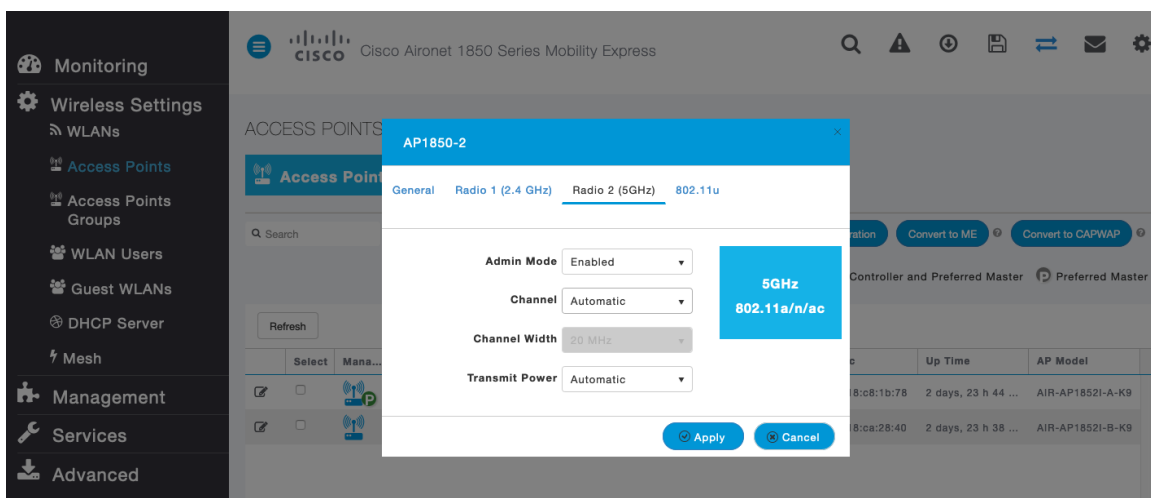 CISCO Cisco Aironet 1850 Series Mobility Express
Monitoring
Wireless Settings
WLANs
Access Points
Access Points
Groups
WLAN Users
Guest WLANs
DHCP Server
Mesh
Management
Services
Advanced
ACCESS POINTS
Access Point
Search
Convert to ME
Convert to CAPWAP
Controller and Preferred Master
P Preferred Master
Refresh
Select Mana... Up Time AP Model
P 8:c8:1b:78 2 days, 23 h 44 ... AIR-AP1852I-A-K9
8:ca:28:40 2 days, 23 h 38 ... AIR-AP1852I-B-K9
AP1850-2
General Radio 1 (2.4 GHz) Radio 2 (5GHz) 802.11u
Admin Mode Enabled
Channel Automatic
Channel Width 20 MHz
Transmit Power Automatic
5GHz
802.11a/n/ac
Apply Cancel